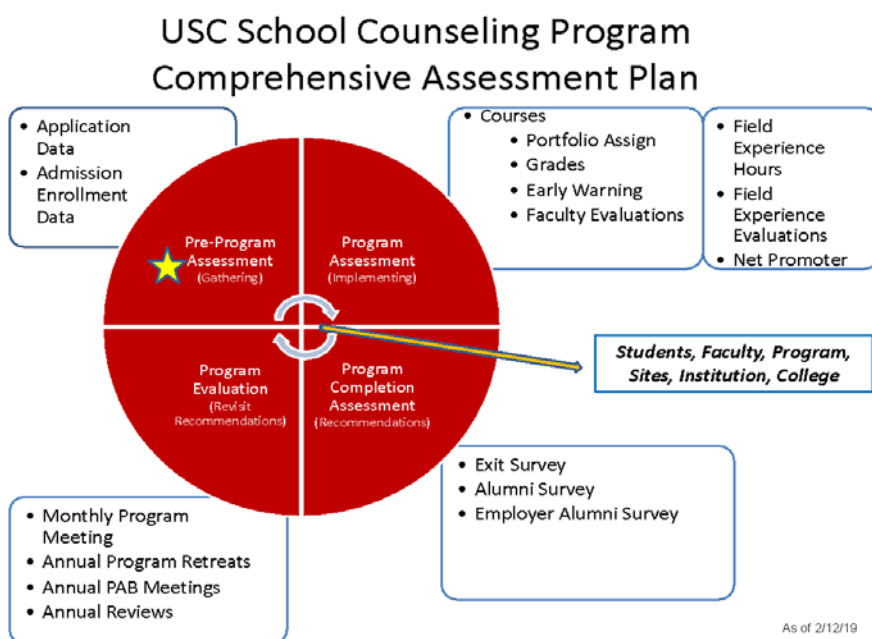 USC School Counseling Program
Comprehensive Assessment Plan
• Application
Data
• Admission
Enrollment
Data
• Courses
• Portfolio Assign
• Grades
• Early Warning
• Faculty Evaluations
• Field
Experience
Hours
• Field
Experience
Evaluations
• Net Promoter
Pre-Program
Assessment
(Gathering)
Program
Assessment
(Implementing)
Students, Faculty, Program,
Sites, Institution, College
Program
Evaluation
(Revisit
Recommendations)
Program
Completion
Assessment
(Recommendations)
• Exit Survey
• Alumni Survey
• Employer Alumni Survey
• Monthly Program
Meeting
• Annual Program Retreats
• Annual PAB Meetings
• Annual Reviews
As of 2/12/19